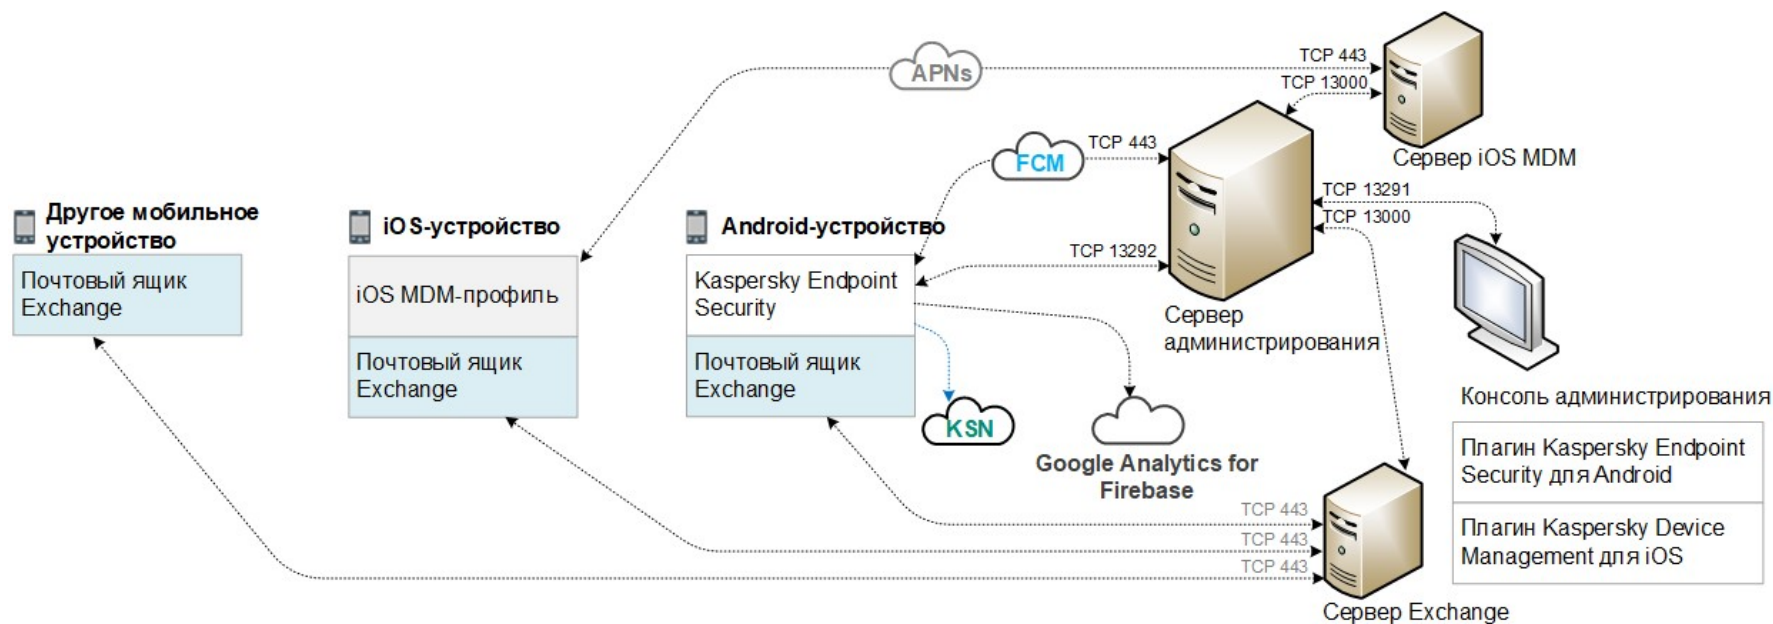 APNs
TCP 443
TCP 13000
Сервер iOS MDM
FCM
TCP 443
TCP 13291
TCP 13000
TCP 13292
Сервер
администрирования
Другое мобильное
устройство
Почтовый ящик
Exchange
iOS-устройство
iOS MDM-профиль
Почтовый ящик
Exchange
Android-устройство
Kaspersky Endpoint
Security
Почтовый ящик
Exchange
KSN
Google Analytics for
Firebase
Консоль администрирования
Плагин Kaspersky Endpoint
Security для Android
Плагин Kaspersky Device
Management для iOS
TCP 443
TCP 443
TCP 443
Сервер Exchange